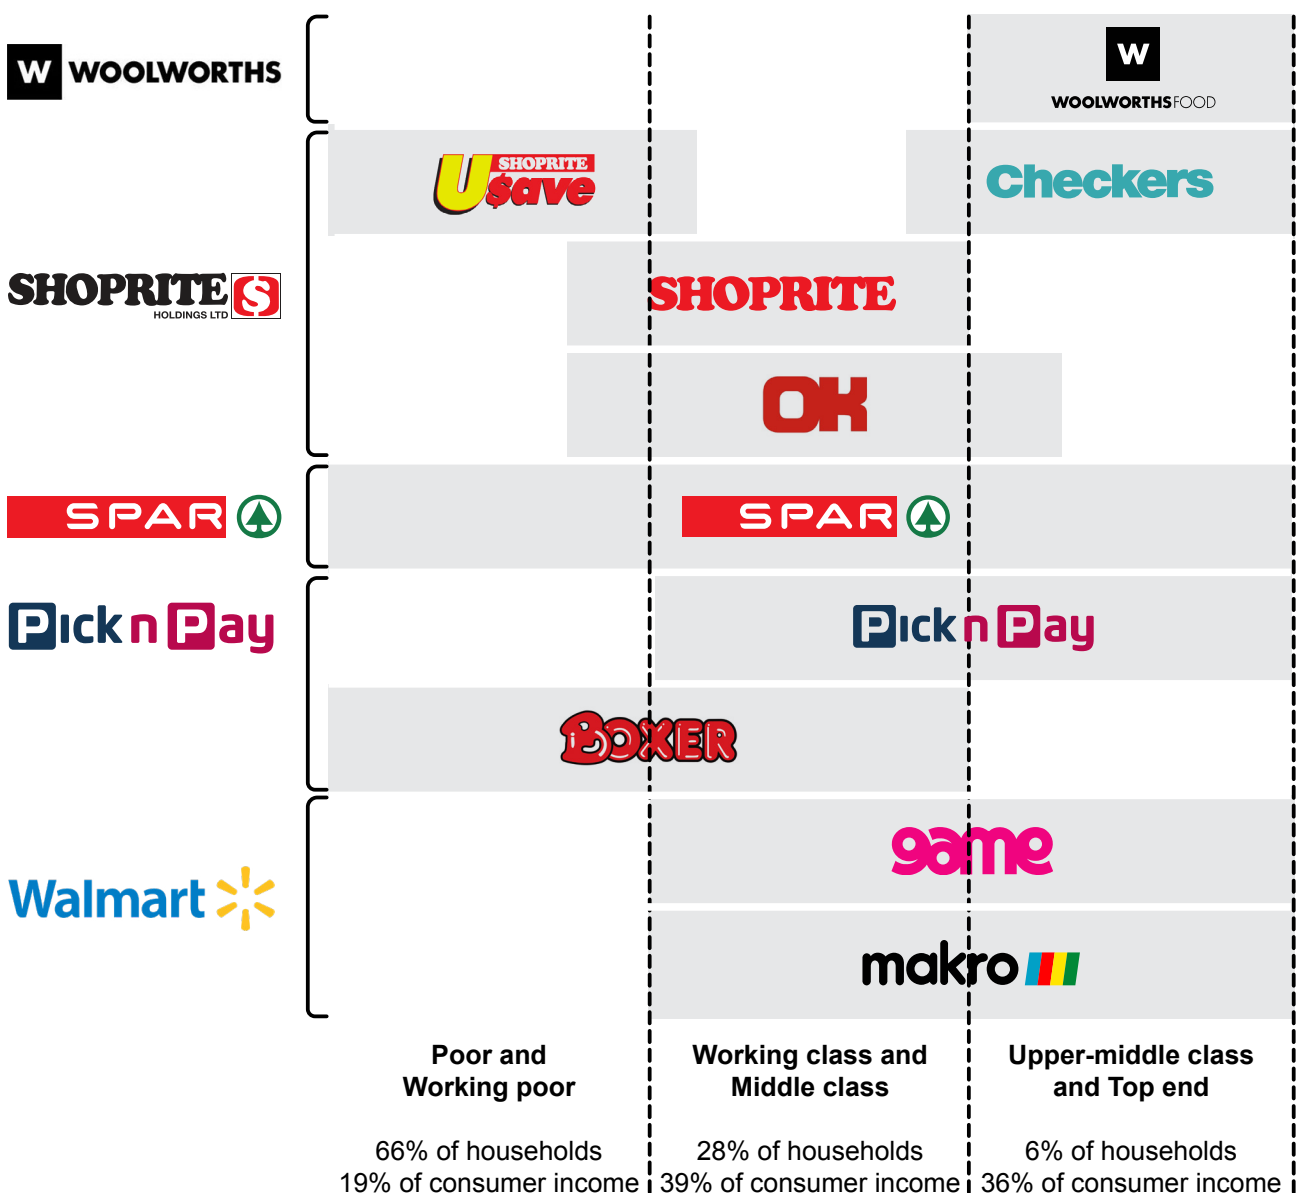 W WOOLWORTHS
W
WOOLWORTHSFOOD
SHOPRITE
Usave
Checkers
SHOPRITE S
HOLDINGS LTD
SHOPRITE
OK
SPAR
SPAR
Pick n Pay
Pick n Pay
BOXER
game
Walmart
makro
Poor and
Working poor
66% of households
19% of consumer income
Working class and
Middle class
28% of households
39% of consumer income
Upper-middle class
and Top end
6% of households
36% of consumer income